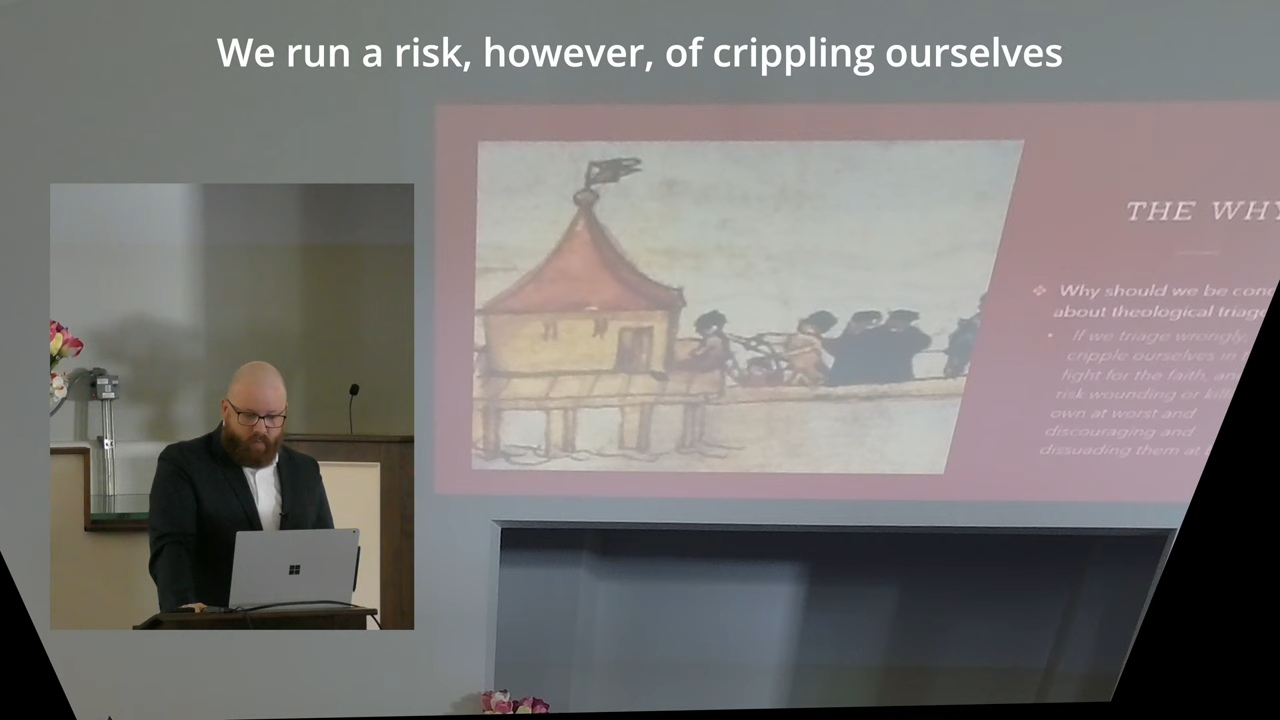 We run a risk, however, of crippling ourselves
THE WHY
Why should we be conc
about theological triage
If we triage wrongly,
cripple ourselves in
fight for the faith, an
risk wounding or kill
own at worst and
discouraging and
dissuading them at